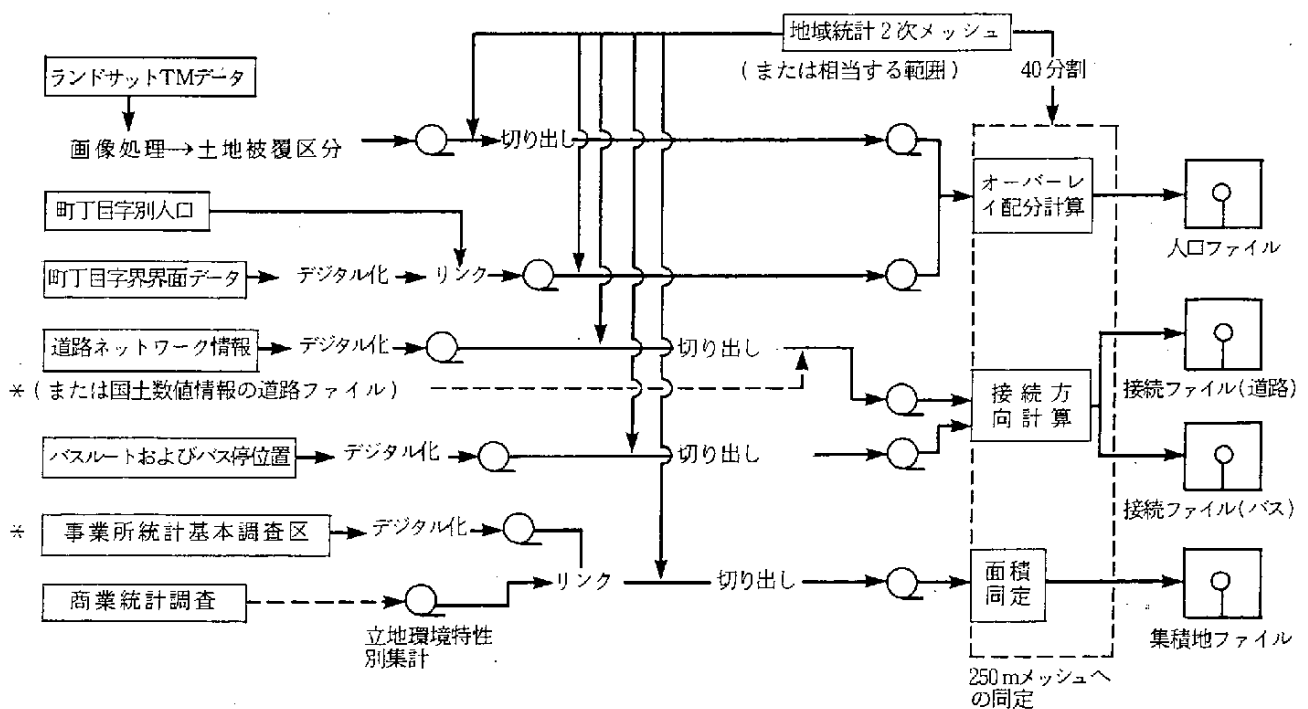 地域統計2次メッシュ
(または相当する範囲)
40分割
ランドサットTMデータ
画像処理→土地被覆区分
切り出し
オーバーレ
イ配分計算
人口ファイル
町丁目字別人口
町丁目字界界面データ
デジタル化
リンク
道路ネットワーク情報
デジタル化
切り出し
*(または国土数値情報の道路ファイル)
接続方
向計算
接続ファイル(道路)
バスルートおよびバス停位置
デジタル化
切り出し
接続ファイル(バス)
* 事業所統計基本調査区
デジタル化
リンク
切り出し
面積
同定
集積地ファイル
商業統計調査
立地環境特性
別集計
250mメッシュへ
の同定